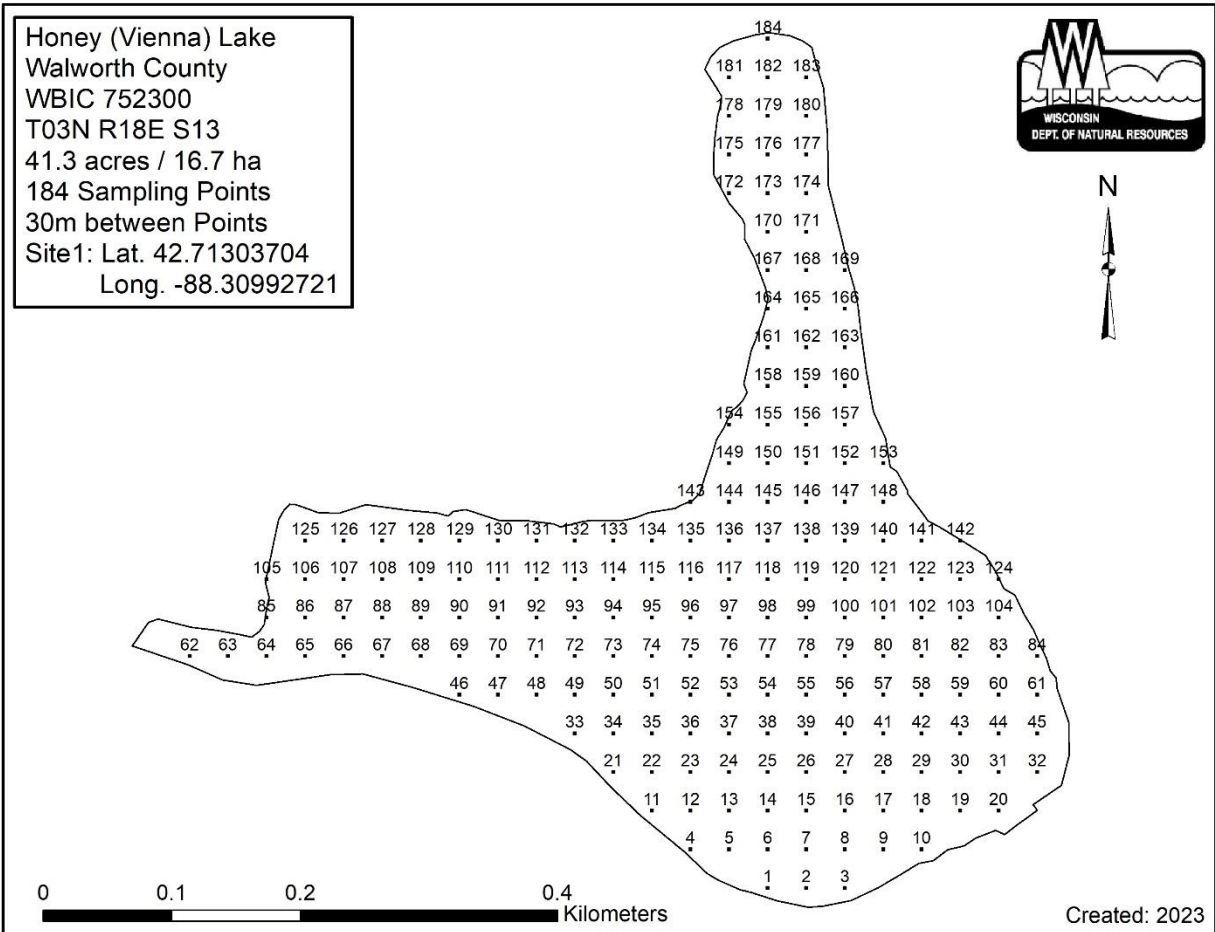 Honey (Vienna) Lake
Walworth County
WBIC 752300
T03N R18E S13
41.3 acres / 16.7 ha
184 Sampling Points
30m between Points
Site1: Lat. 42.71303704
Long. -88.30992721
W
WISCONSIN
DEPT. OF NATURAL RESOURCES
N
184
181 182 183
178 179 180
175 176 177
172 173 174
170 171
167 168 169
164 165 166
161 162 163
158 159 160
154 155 156 157
149 150 151 152 153
143 144 145 146 147 148
125 126 127 128 129 130 131 132 133 134 135 136 137 138 139 140 141 142
105 106 107 108 109 110 111 112 113 114 115 116 117 118 119 120 121 122 123 124
85 86 87 88 89 90 91 92 93 94 95 96 97 98 99 100 101 102 103 104
62 63 64 65 66 67 68 69 70 71 72 73 74 75 76 77 78 79 80 81 82 83 84
46 47 48 49 50 51 52 53 54 55 56 57 58 59 60 61
33 34 35 36 37 38 39 40 41 42 43 44 45
21 22 23 24 25 26 27 28 29 30 31 32
11 12 13 14 15 16 17 18 19 20
4 5 6 7 8 9 10
1 2 3
0 0.1 0.2 0.4
Kilometers
Created: 2023